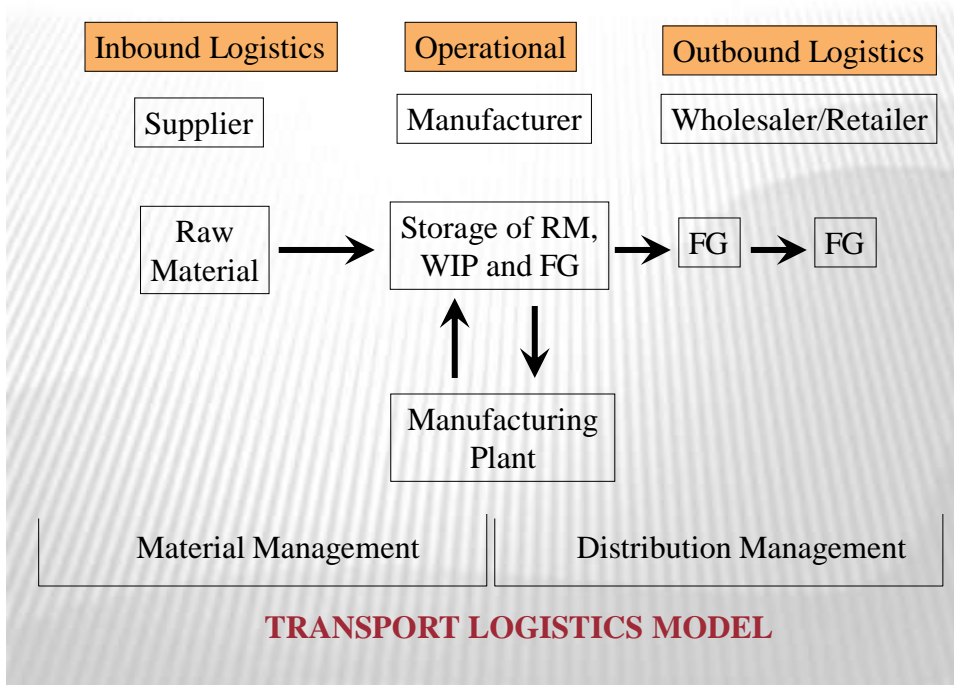 Inbound Logistics
Operational
Outbound Logistics
Supplier
Manufacturer
Wholesaler/Retailer
Raw
Material
Storage of RM,
WIP and FG
FG
FG
Manufacturing
Plant
Material Management
Distribution Management
TRANSPORT LOGISTICS MODEL